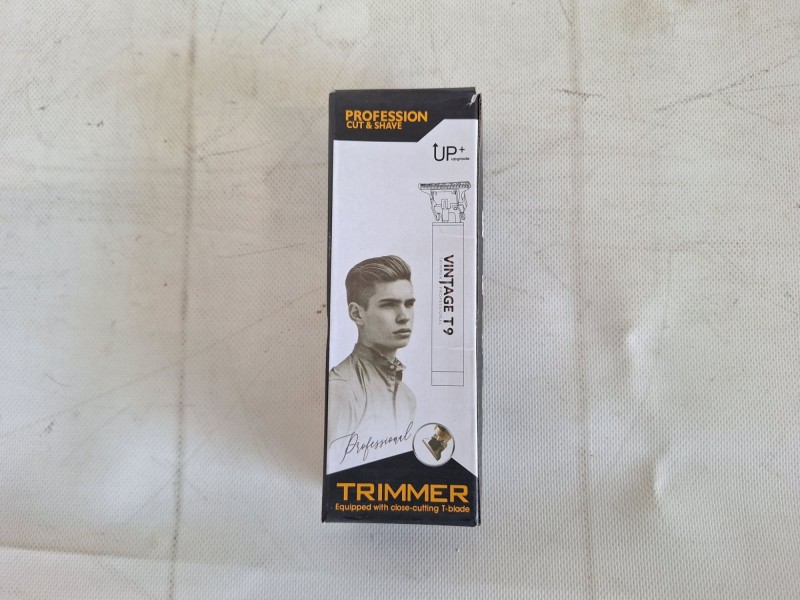 PROFESSION
CUT & SHAVE
UP+
upgrade
VINTAGE T9
Professional
TRIMMER
Equipped with close-cutting T-blade